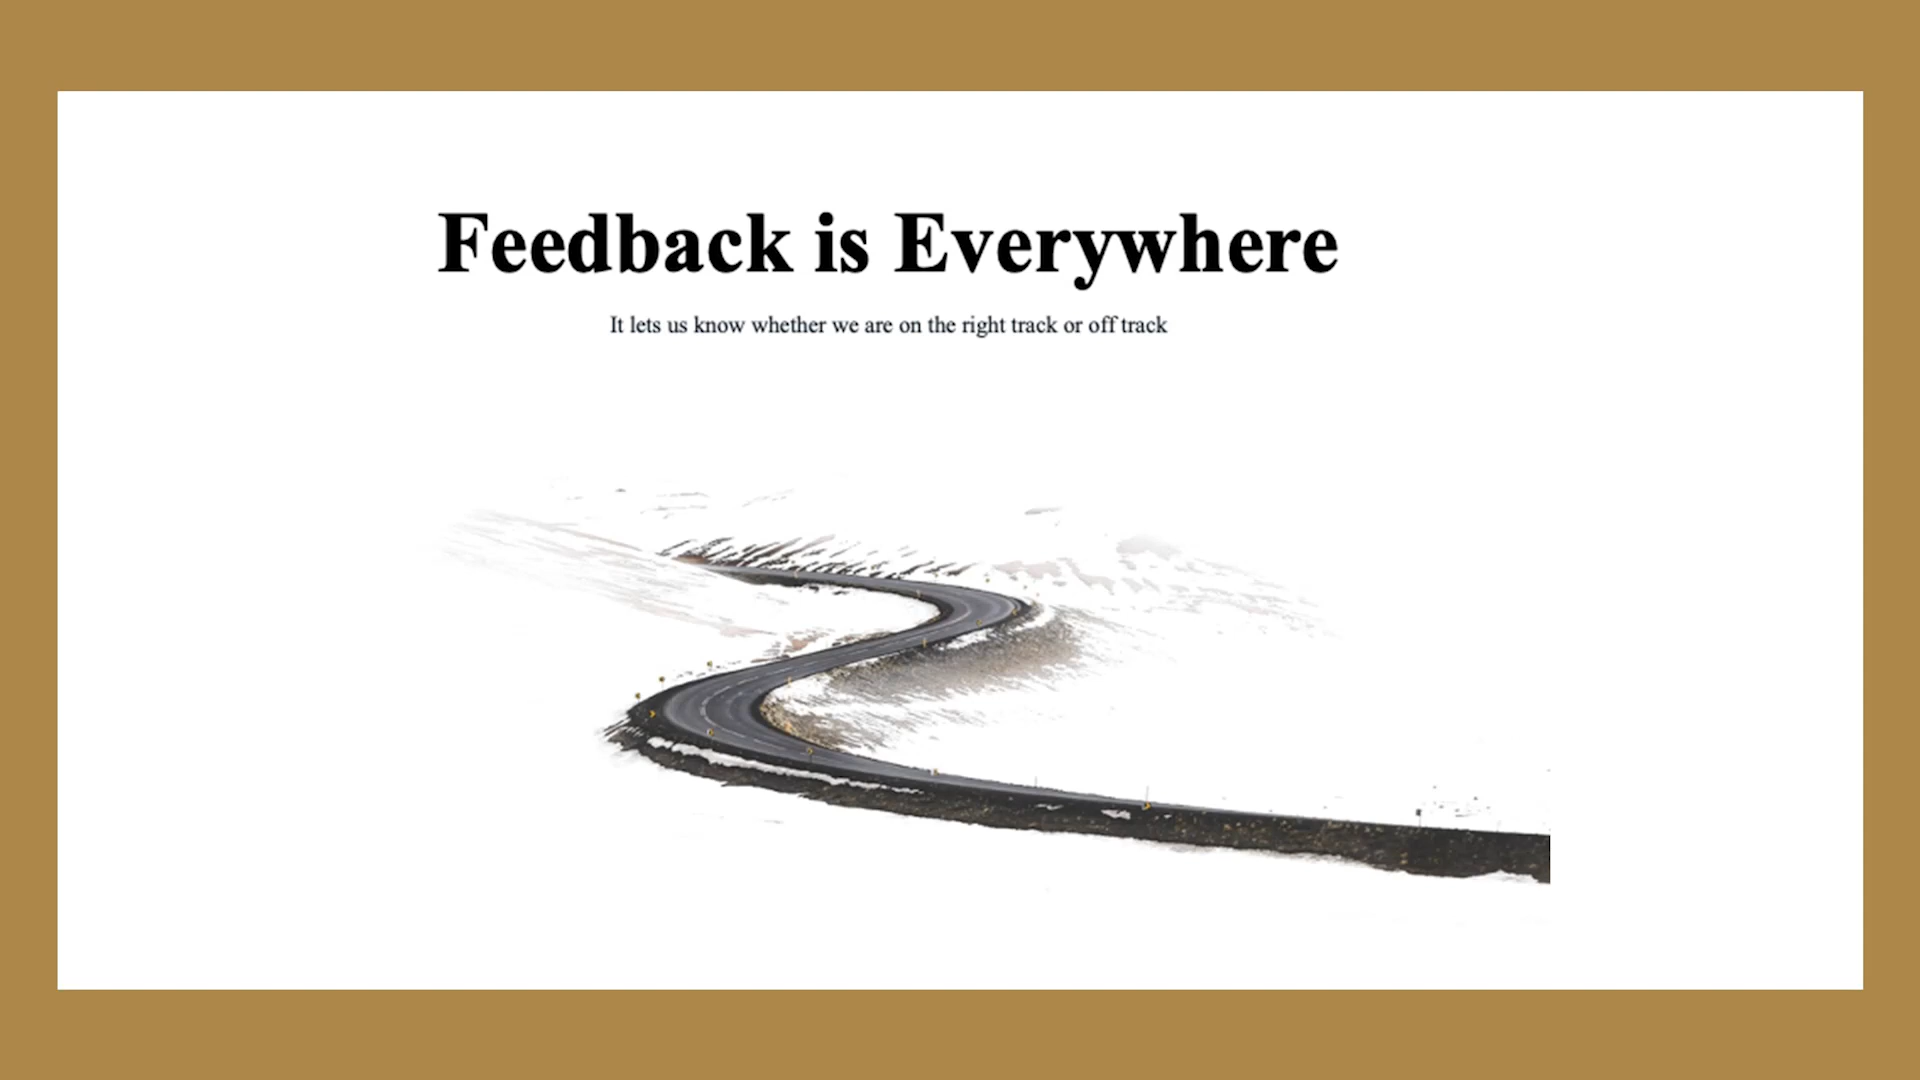 Feedback is Everywhere
It lets us know whether we are on the right track or off track